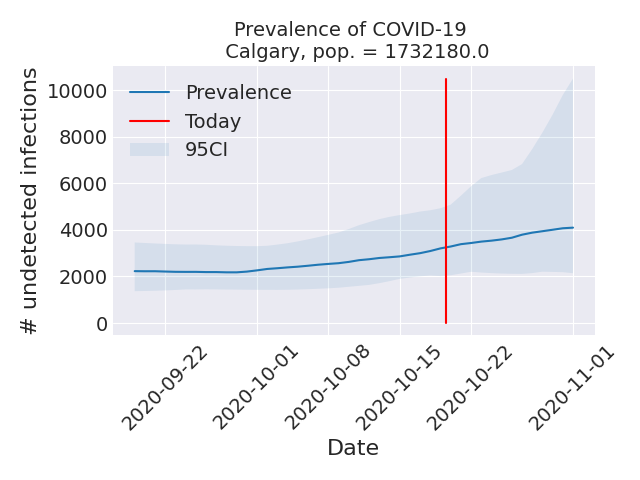 Prevalence of COVID-19
Calgary, pop. = 1732180.0
# undetected infections
10000
8000
6000
4000
2000
0
Prevalence
Today
95CI
2020-09-22
2020-10-01
2020-10-08
2020-10-15
2020-10-22
2020-11-01
Date